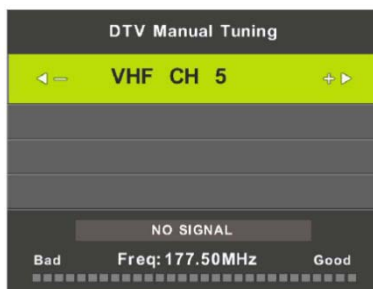 DTV Manual Tuning
VHF CH 5
NO SIGNAL
Bad Freq:177.50MHz Good